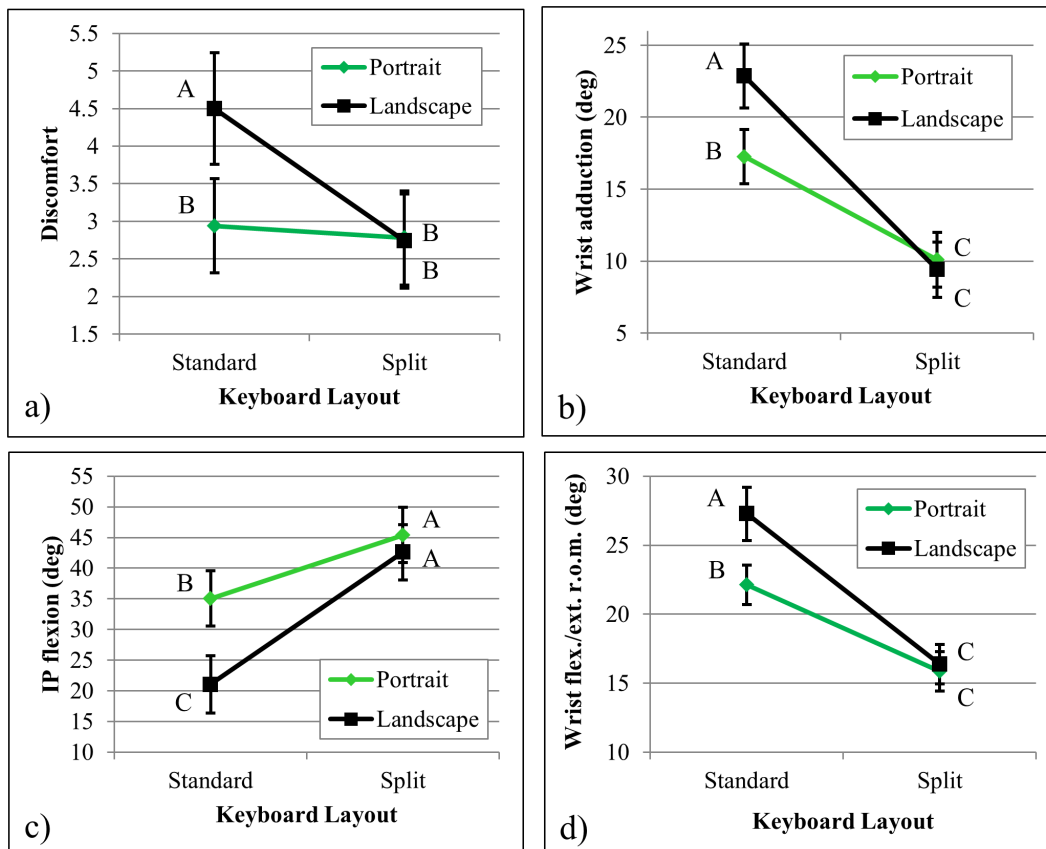 5.5
5
4.5
4
3.5
3
2.5
2
1.5
Discomfort
A
B
B
B
Portrait
Landscape
Standard Split
Keyboard Layout
a)
25
20
15
10
5
Wrist adduction (deg)
A
B
C
C
Portrait
Landscape
Standard Split
Keyboard Layout
b)
55
50
45
40
35
30
25
20
15
10
IP flexion (deg)
A
A
B
C
Portrait
Landscape
Standard Split
Keyboard Layout
c)
30
25
20
15
10
Wrist flex./ext. r.o.m. (deg)
A
B
C
C
Portrait
Landscape
Standard Split
Keyboard Layout
d)